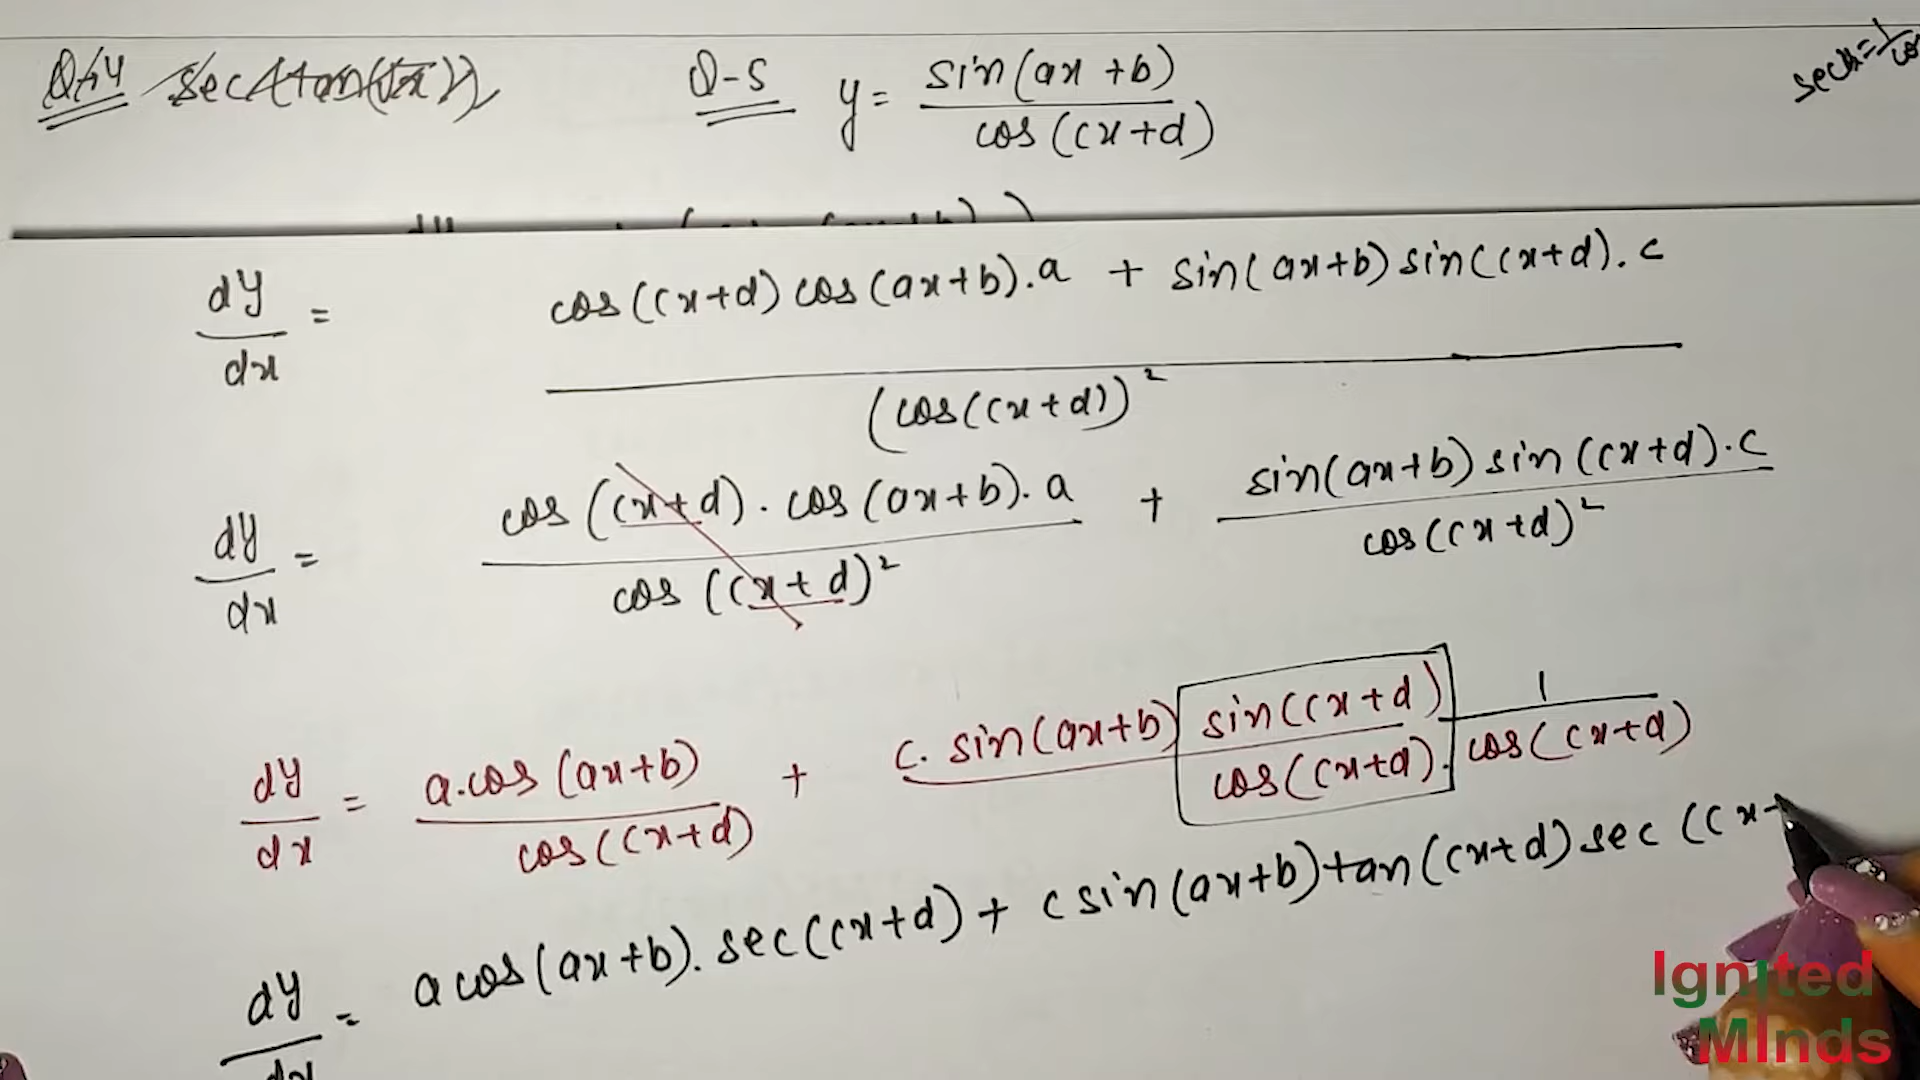 Q-4 sec(tan(√x)) Q-5 y = sin(ax+b) / cos(cx+d) secx = 1/cos
dy/dx = cos(cx+d) cos(ax+b).a + sin(ax+b) sin(cx+d).c / (cos(cx+d))²
dy/dx = cos(cx+d).cos(ax+b).a / cos(cx+d)² + sin(ax+b) sin(cx+d).c / cos(cx+d)²
dy/dx = a.cos(ax+b) / cos(cx+d) + c.sin(ax+b) sin(cx+d) / cos(cx+d) . 1 / cos(cx+d)
dy/dx = a cos(ax+b). sec(cx+d) + c sin(ax+b) tan(cx+d) sec(cx+
Ignited
MInds